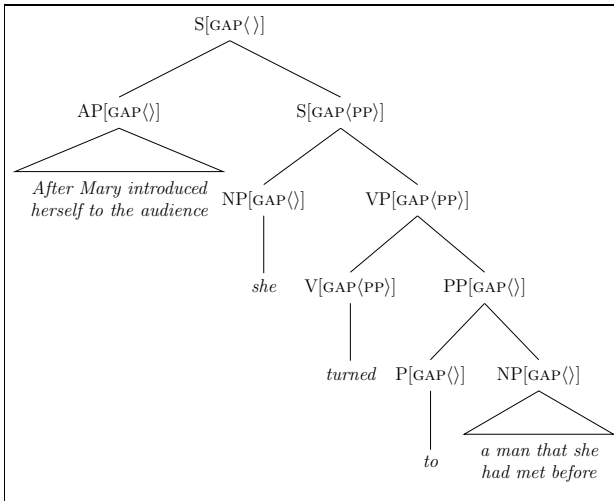 S[GAP⟨ ⟩]
AP[GAP⟨⟩] S[GAP⟨PP⟩]
After Mary introduced
herself to the audience
NP[GAP⟨⟩] VP[GAP⟨PP⟩]
she V[GAP⟨PP⟩] PP[GAP⟨⟩]
turned P[GAP⟨⟩] NP[GAP⟨⟩]
to
a man that she
had met before